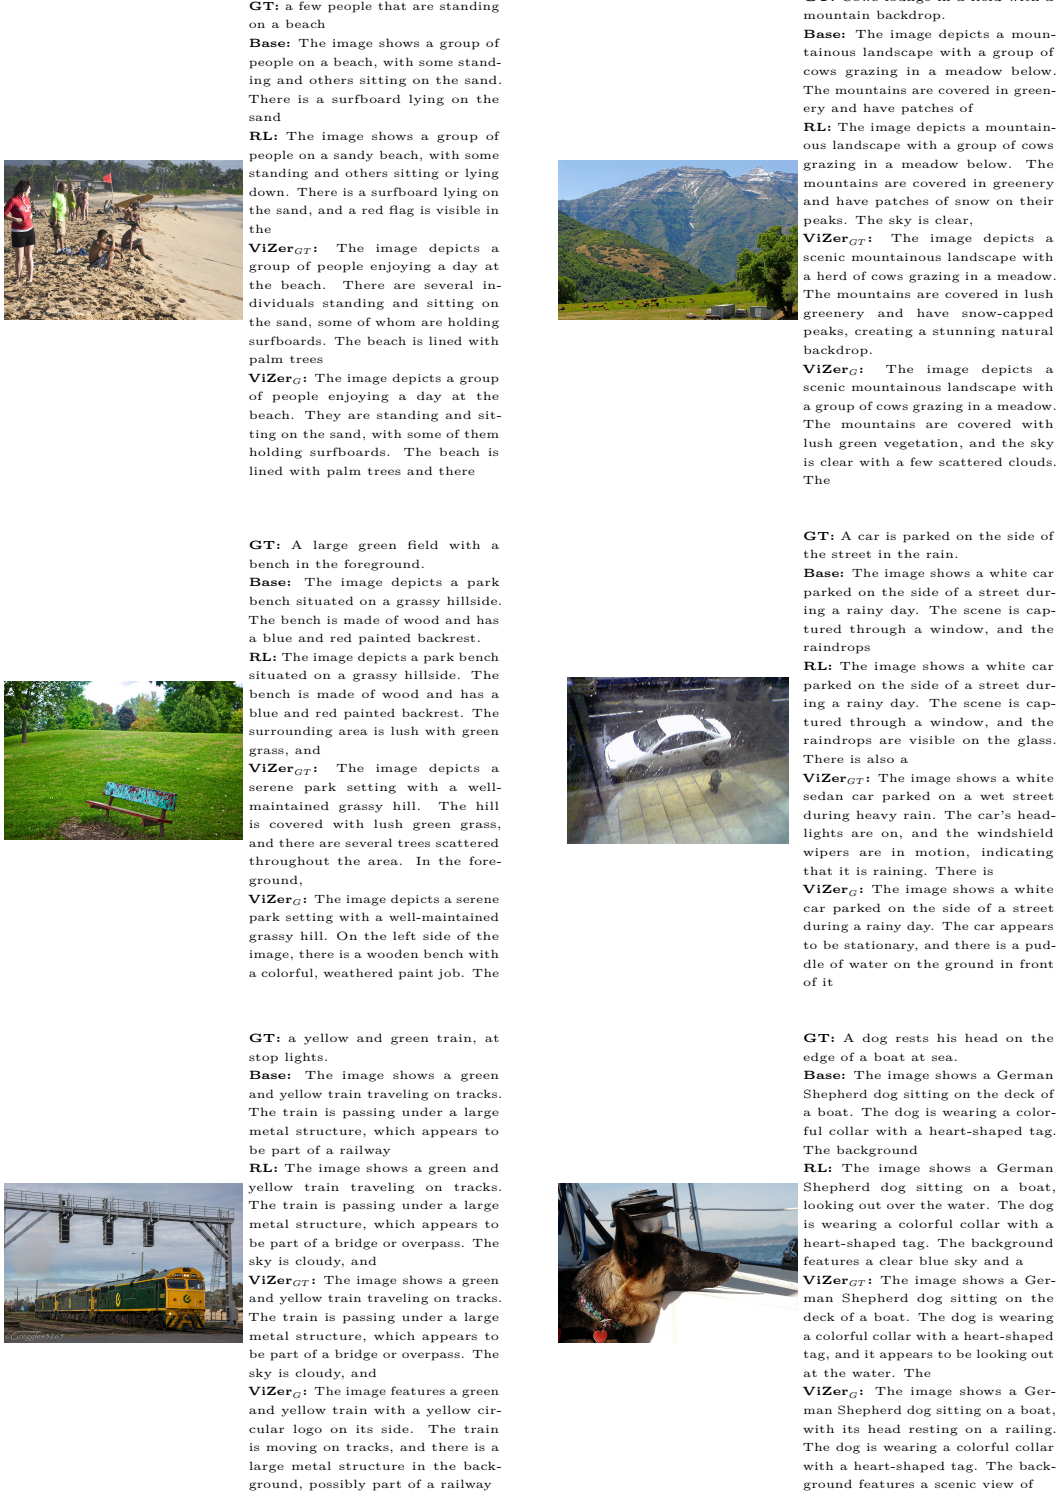 GT: a few people that are standing
on a beach
Base: The image shows a group of
people on a beach, with some stand-
ing and others sitting on the sand.
There is a surfboard lying on the
sand
RL: The image shows a group of
people on a sandy beach, with some
standing and others sitting or lying
down. There is a surfboard lying on
the sand, and a red flag is visible in
the
ViZerGT: The image depicts a
group of people enjoying a day at
the beach. There are several in-
dividuals standing and sitting on
the sand, some of whom are holding
surfboards. The beach is lined with
palm trees
ViZerG: The image depicts a group
of people enjoying a day at the
beach. They are standing and sit-
ting on the sand, with some of them
holding surfboards. The beach is
lined with palm trees and there
mountain backdrop.
Base: The image depicts a moun-
tainous landscape with a group of
cows grazing in a meadow below.
The mountains are covered in green-
ery and have patches of
RL: The image depicts a mountain-
ous landscape with a group of cows
grazing in a meadow below. The
mountains are covered in greenery
and have patches of snow on their
peaks. The sky is clear,
ViZerGT: The image depicts a
scenic mountainous landscape with
a herd of cows grazing in a meadow.
The mountains are covered in lush
greenery and have snow-capped
peaks, creating a stunning natural
backdrop.
ViZerG: The image depicts a
scenic mountainous landscape with
a group of cows grazing in a meadow.
The mountains are covered with
lush green vegetation, and the sky
is clear with a few scattered clouds.
The
GT: A large green field with a
bench in the foreground.
Base: The image depicts a park
bench situated on a grassy hillside.
The bench is made of wood and has
a blue and red painted backrest.
RL: The image depicts a park bench
situated on a grassy hillside. The
bench is made of wood and has a
blue and red painted backrest. The
surrounding area is lush with green
grass, and
ViZerGT: The image depicts a
serene park setting with a well-
maintained grassy hill. The hill
is covered with lush green grass,
and there are several trees scattered
throughout the area. In the fore-
ground,
ViZerG: The image depicts a serene
park setting with a well-maintained
grassy hill. On the left side of the
image, there is a wooden bench with
a colorful, weathered paint job. The
GT: A car is parked on the side of
the street in the rain.
Base: The image shows a white car
parked on the side of a street dur-
ing a rainy day. The scene is cap-
tured through a window, and the
raindrops
RL: The image shows a white car
parked on the side of a street dur-
ing a rainy day. The scene is cap-
tured through a window, and the
raindrops are visible on the glass.
There is also a
ViZerGT: The image shows a white
sedan car parked on a wet street
during heavy rain. The car's head-
lights are on, and the windshield
wipers are in motion, indicating
that it is raining. There is
ViZerG: The image shows a white
car parked on the side of a street
during a rainy day. The car appears
to be stationary, and there is a pud-
dle of water on the ground in front
of it
GT: a yellow and green train, at
stop lights.
Base: The image shows a green
and yellow train traveling on tracks.
The train is passing under a large
metal structure, which appears to
be part of a railway
RL: The image shows a green and
yellow train traveling on tracks.
The train is passing under a large
metal structure, which appears to
be part of a bridge or overpass. The
sky is cloudy, and
ViZerGT: The image shows a green
and yellow train traveling on tracks.
The train is passing under a large
metal structure, which appears to
be part of a bridge or overpass. The
sky is cloudy, and
ViZerG: The image features a green
and yellow train with a yellow cir-
cular logo on its side. The train
is moving on tracks, and there is a
large metal structure in the back-
ground, possibly part of a railway
GT: A dog rests his head on the
edge of a boat at sea.
Base: The image shows a German
Shepherd dog sitting on the deck of
a boat. The dog is wearing a color-
ful collar with a heart-shaped tag.
The background
RL: The image shows a German
Shepherd dog sitting on a boat,
looking out over the water. The dog
is wearing a colorful collar with a
heart-shaped tag. The background
features a clear blue sky and a
ViZerGT: The image shows a Ger-
man Shepherd dog sitting on the
deck of a boat. The dog is wearing
a colorful collar with a heart-shaped
tag, and it appears to be looking out
at the water. The
ViZerG: The image shows a Ger-
man Shepherd dog sitting on a boat,
with its head resting on a railing.
The dog is wearing a colorful collar
with a heart-shaped tag. The back-
ground features a scenic view of